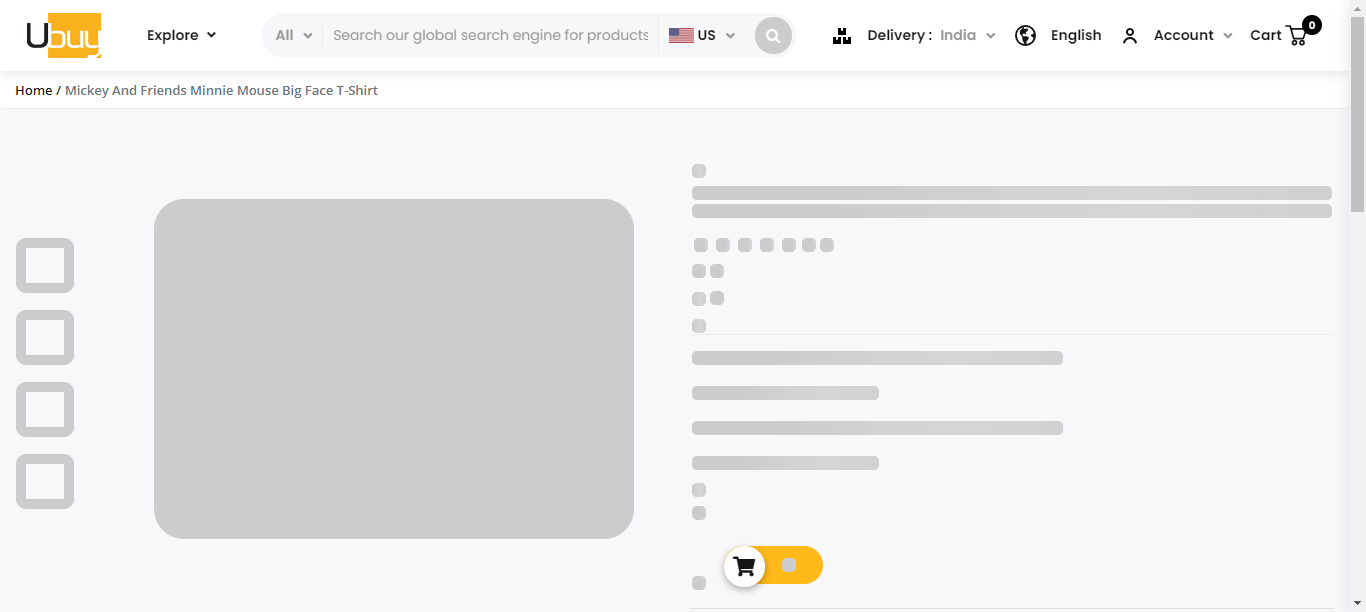 Ubuy
Explore
All
Search our global search engine for products
US
Delivery : India
English
Account
Cart
0
Home / Mickey And Friends Minnie Mouse Big Face T-Shirt